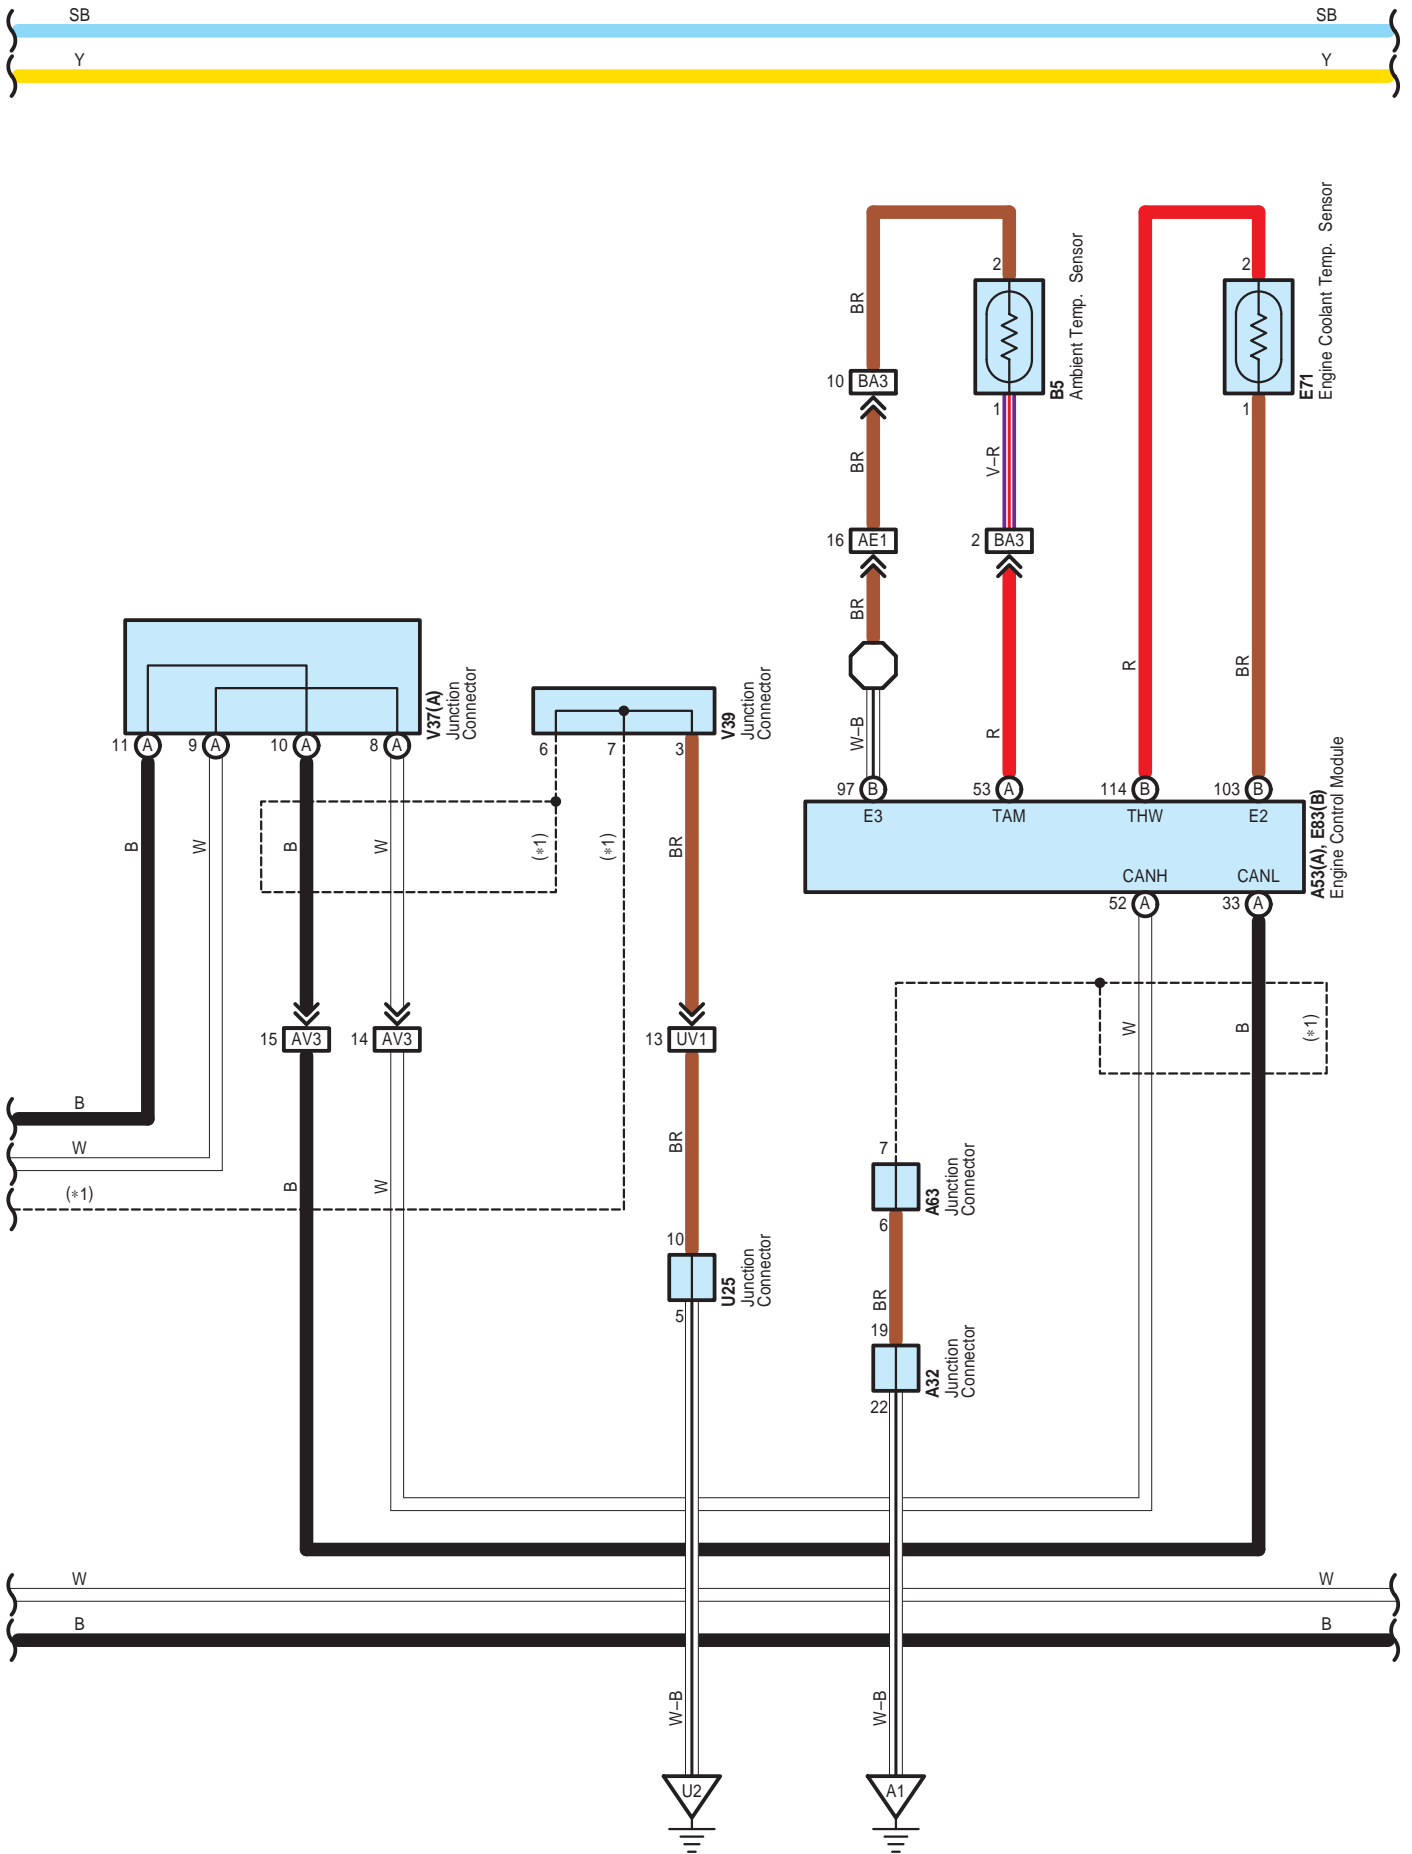 SB
SB
Y
Y
2
2
B5
Ambient Temp. Sensor
E71
Engine Coolant Temp. Sensor
BR
10 BA3
1
1
BR
V–R
16 AE1
2 BA3
BR
R
BR
V37(A)
Junction
Connector
V39
Junction
Connector
W–B
R
11 A
9 A
10 A
8 A
6
7
3
97 B
53 A
114 B
103 B
E3
TAM
THW
E2
A53(A), E83(B)
Engine Control Module
B
W
B
W
(*1)
(*1)
BR
CANH
CANL
52 A
33 A
15 AV3
14 AV3
13 UV1
W
B
(*1)
B
W
(*1)
B
W
BR
7
A63
Junction
Connector
6
10
U25
Junction
Connector
5
BR
19
A32
Junction
Connector
22
W
W
B
B
W–B
W–B
U2
A1